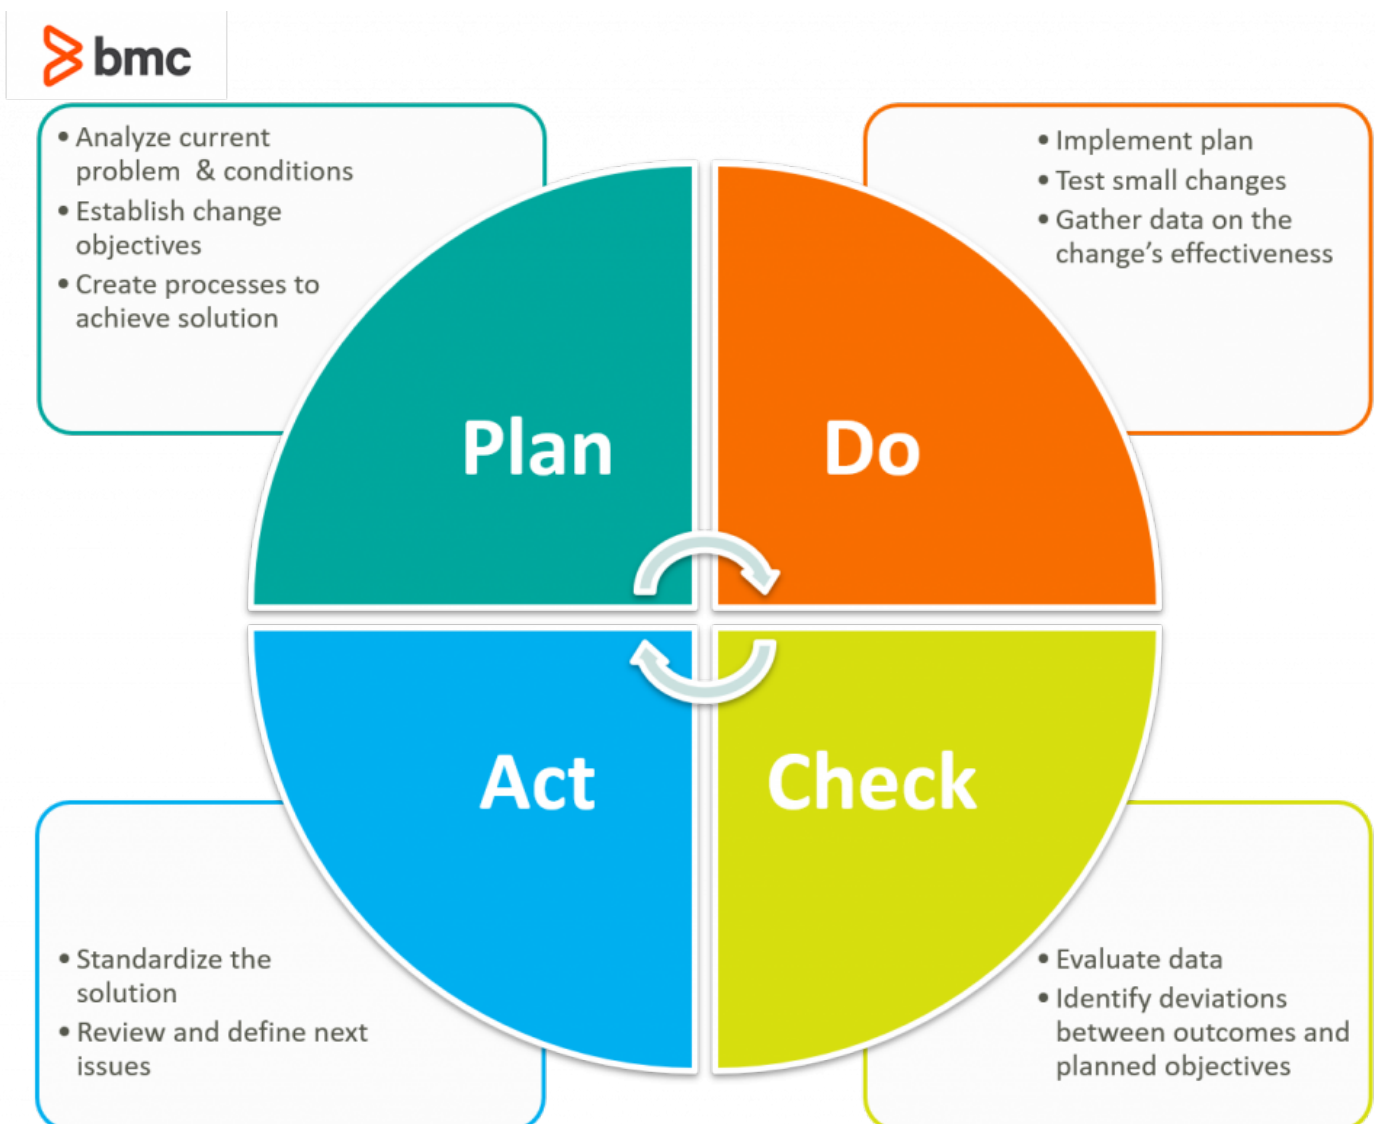 bmc
• Analyze current
problem & conditions
• Establish change
objectives
• Create processes to
achieve solution
• Implement plan
• Test small changes
• Gather data on the
change’s effectiveness
Plan
Do
Act
Check
• Standardize the
solution
• Review and define next
issues
• Evaluate data
• Identify deviations
between outcomes and
planned objectives